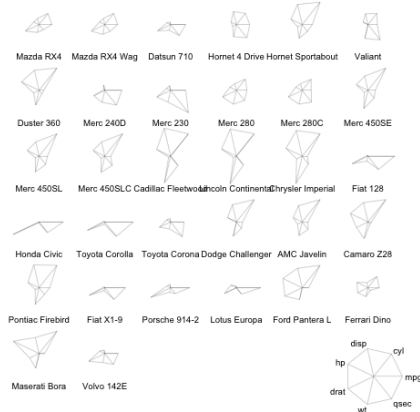 Mazda RX4 Mazda RX4 Wag Datsun 710 Hornet 4 Drive Hornet Sportabout Valiant
Duster 360 Merc 240D Merc 230 Merc 280 Merc 280C Merc 450SE
Merc 450SL Merc 450SLC Cadillac Fleetwood Lincoln Continental Chrysler Imperial Fiat 128
Honda Civic Toyota Corolla Toyota Corona Dodge Challenger AMC Javelin Camaro Z28
Pontiac Firebird Fiat X1-9 Porsche 914-2 Lotus Europa Ford Pantera L Ferrari Dino
Maserati Bora Volvo 142E
disp
cyl
hp
mpg
drat
qsec
wt